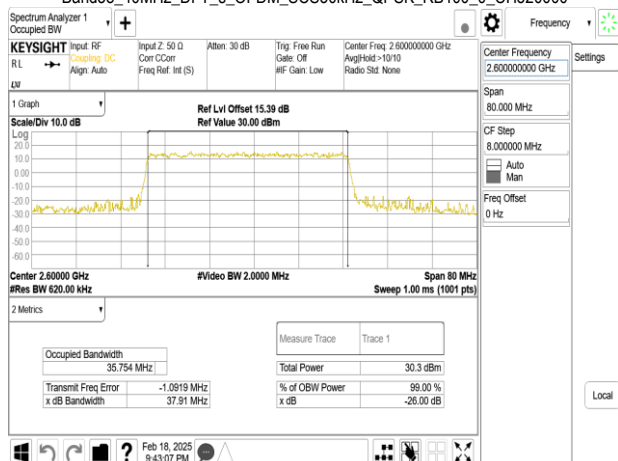 Spectrum Analyzer 1
Occupied BW
+
Frequency
KEYSIGHT
Input: RF
Coupling: DC
Align: Auto
Input Z: 50 Ω
Corr CCorr
Freq Ref: Int (S)
Atten: 30 dB
Trig: Free Run
Gate: Off
#IF Gain: Low
Center Freq: 2.600000000 GHz
Avg|Hold:>10/10
Radio Std: None
RL
LXI
Center Frequency
2.600000000 GHz
Settings
Span
80.000 MHz
CF Step
8.000000 MHz
Auto
Man
Freq Offset
0 Hz
1 Graph
Scale/Div 10.0 dB
Ref Lvl Offset 15.39 dB
Ref Value 30.00 dBm
Log
20.0
10.0
0.00
-10.0
-20.0
-30.0
-40.0
-50.0
-60.0
Center 2.60000 GHz
#Res BW 620.00 kHz
#Video BW 2.0000 MHz
Span 80 MHz
Sweep 1.00 ms (1001 pts)
2 Metrics
Measure Trace
Trace 1
Occupied Bandwidth
35.754 MHz
Total Power
30.3 dBm
Transmit Freq Error
-1.0919 MHz
% of OBW Power
99.00 %
x dB Bandwidth
37.91 MHz
x dB
-26.00 dB
Local
?
Feb 18, 2025
9:43:07 PM